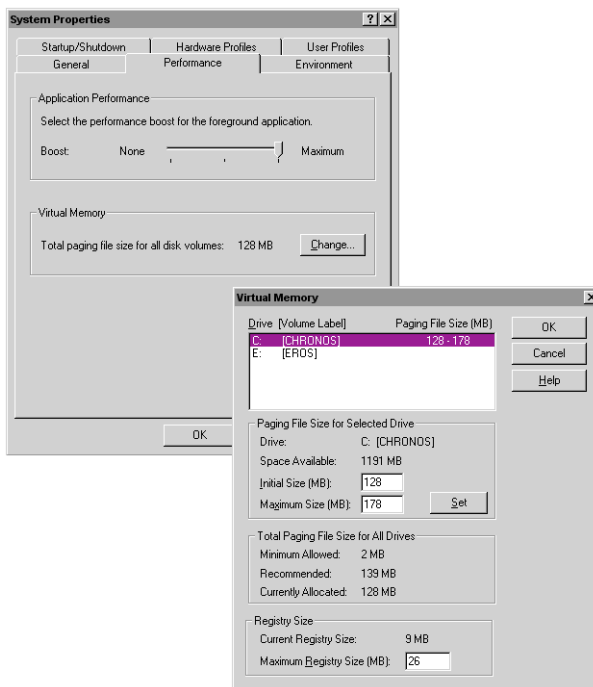 System Properties
Startup/Shutdown Hardware Profiles User Profiles
General Performance Environment
Application Performance
Select the performance boost for the foreground application.
Boost: None Maximum
Virtual Memory
Total paging file size for all disk volumes: 128 MB Change...
OK
Virtual Memory
Drive [Volume Label] Paging File Size (MB)
C: [CHRONOS] 128 - 178
E: [EROS]
OK
Cancel
Help
Paging File Size for Selected Drive
Drive: C: [CHRONOS]
Space Available: 1191 MB
Initial Size (MB): 128
Maximum Size (MB): 178 Set
Total Paging File Size for All Drives
Minimum Allowed: 2 MB
Recommended: 139 MB
Currently Allocated: 128 MB
Registry Size
Current Registry Size: 9 MB
Maximum Registry Size (MB): 26